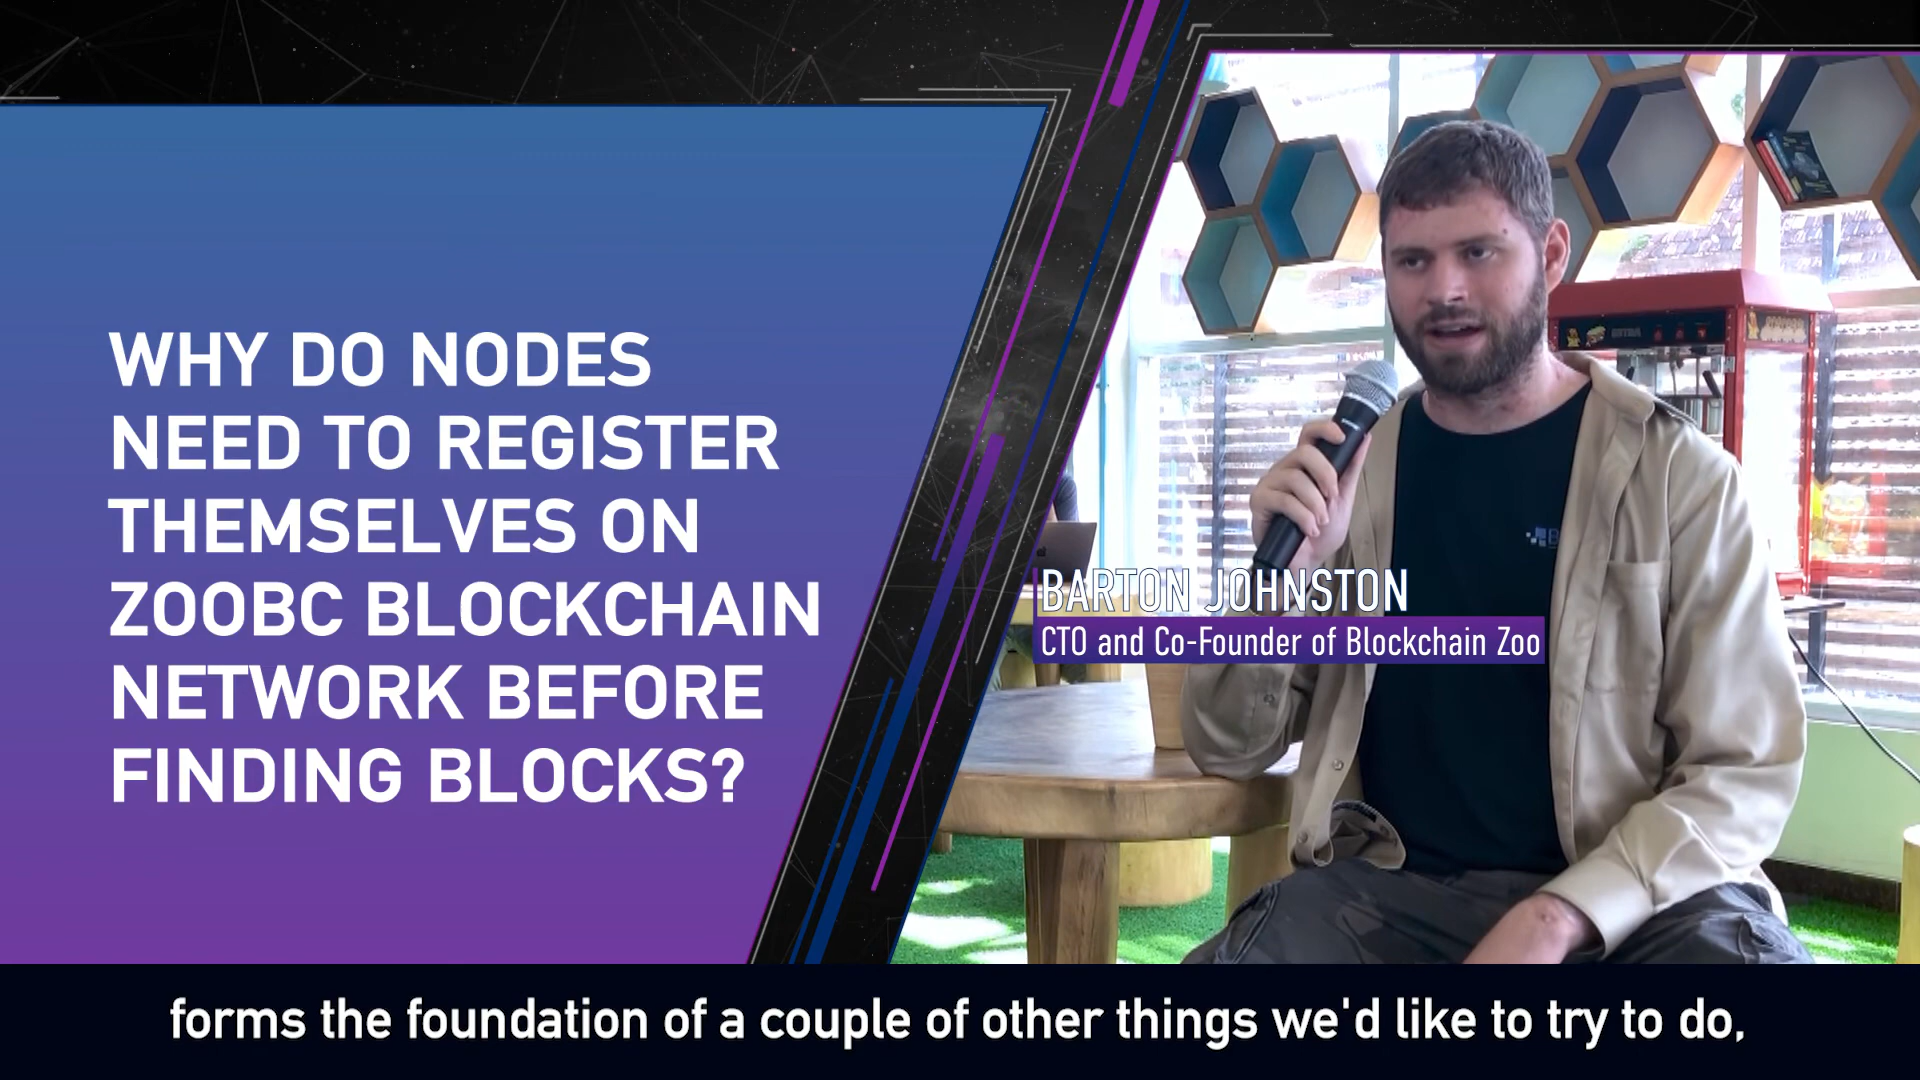 WHY DO NODES
NEED TO REGISTER
THEMSELVES ON
ZOOBC BLOCKCHAIN
NETWORK BEFORE
FINDING BLOCKS?
BARTON JOHNSTON
CTO and Co-Founder of Blockchain Zoo
forms the foundation of a couple of other things we'd like to try to do,